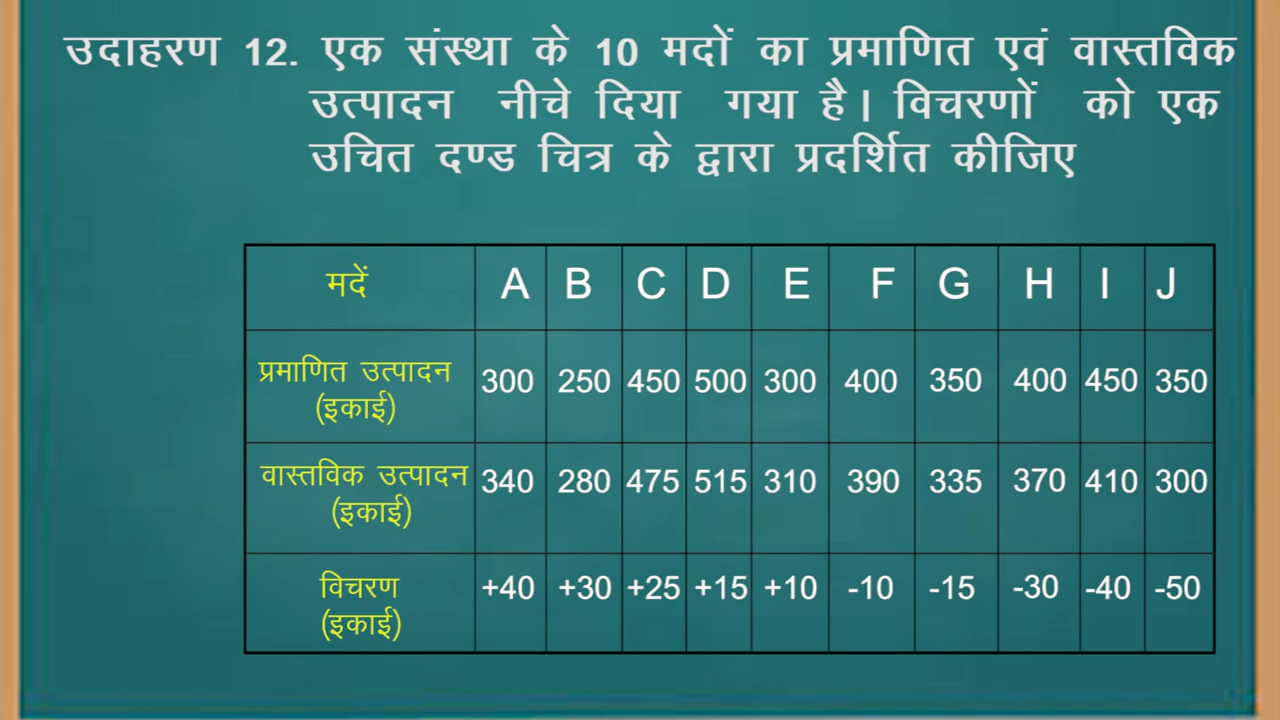 उदाहरण 12. एक संस्था के 10 मदों का प्रमाणित एवं वास्तविक
उत्पादन नीचे दिया गया है। विचरणों को एक
उचित दण्ड चित्र के द्वारा प्रदर्शित कीजिए
मदें A B C D E F G H I J
प्रमाणित उत्पादन
(इकाई) 300 250 450 500 300 400 350 400 450 350
वास्तविक उत्पादन
(इकाई) 340 280 475 515 310 390 335 370 410 300
विचरण
(इकाई) +40 +30 +25 +15 +10 -10 -15 -30 -40 -50